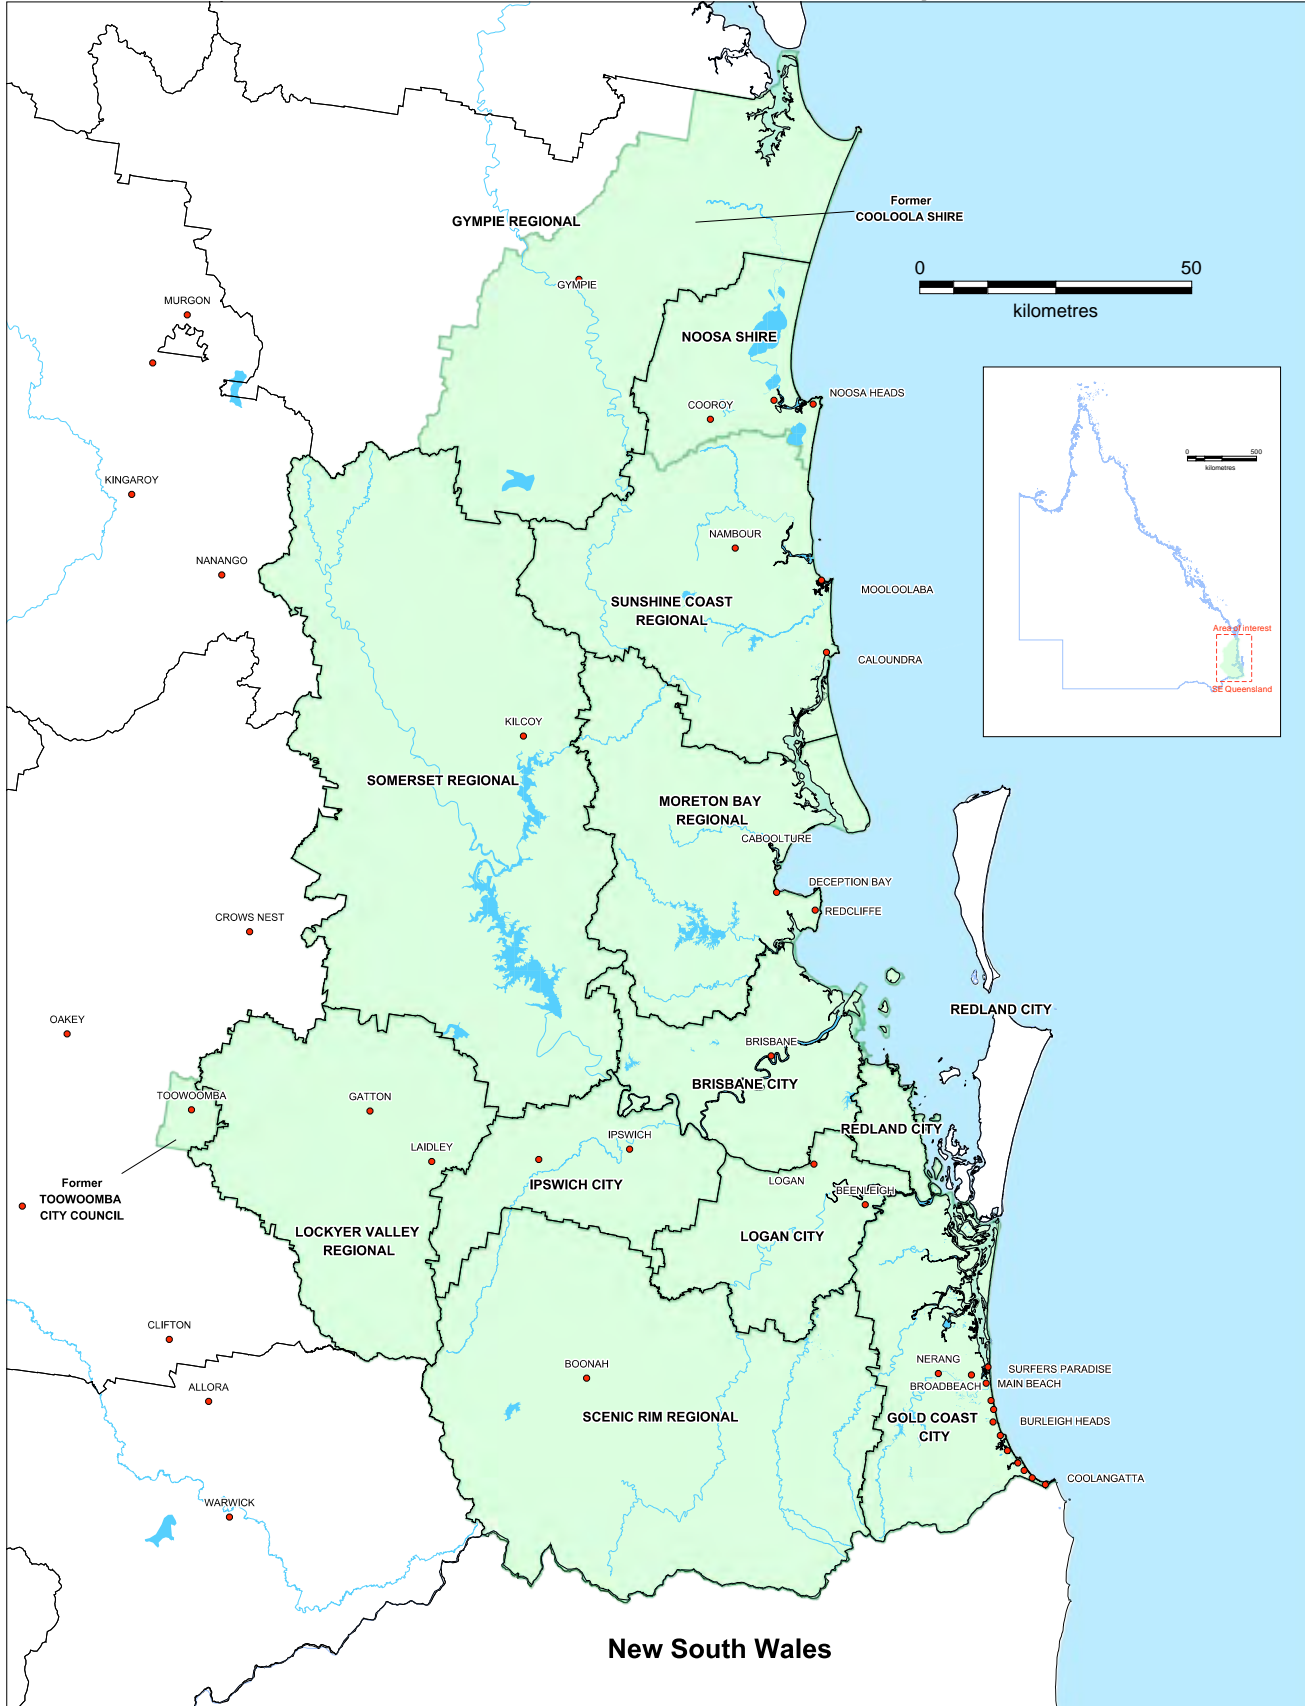 Former
COOLOOLA SHIRE
GYMPIE REGIONAL
0 50
kilometres
GYMPIE
MURGON
NOOSA SHIRE
NOOSA HEADS
COOROY
0 500
kilometres
KINGAROY
NAMBOUR
NANANGO
MOOLOOLABA
SUNSHINE COAST
REGIONAL
Area of interest
SE Queensland
CALOUNDRA
KILCOY
SOMERSET REGIONAL
MORETON BAY
REGIONAL
CABOOLTURE
DECEPTION BAY
REDCLIFFE
CROWS NEST
REDLAND CITY
OAKEY
BRISBANE
BRISBANE CITY
TOOWOOMBA
GATTON
REDLAND CITY
IPSWICH
LAIDLEY
Former
TOOWOOMBA
CITY COUNCIL
IPSWICH CITY
LOGAN
BEENLEIGH
LOCKYER VALLEY
REGIONAL
LOGAN CITY
CLIFTON
NERANG
BOONAH
SURFERS PARADISE
BROADBEACH
MAIN BEACH
ALLORA
SCENIC RIM REGIONAL
GOLD COAST
CITY
BURLEIGH HEADS
COOLANGATTA
WARWICK
New South Wales